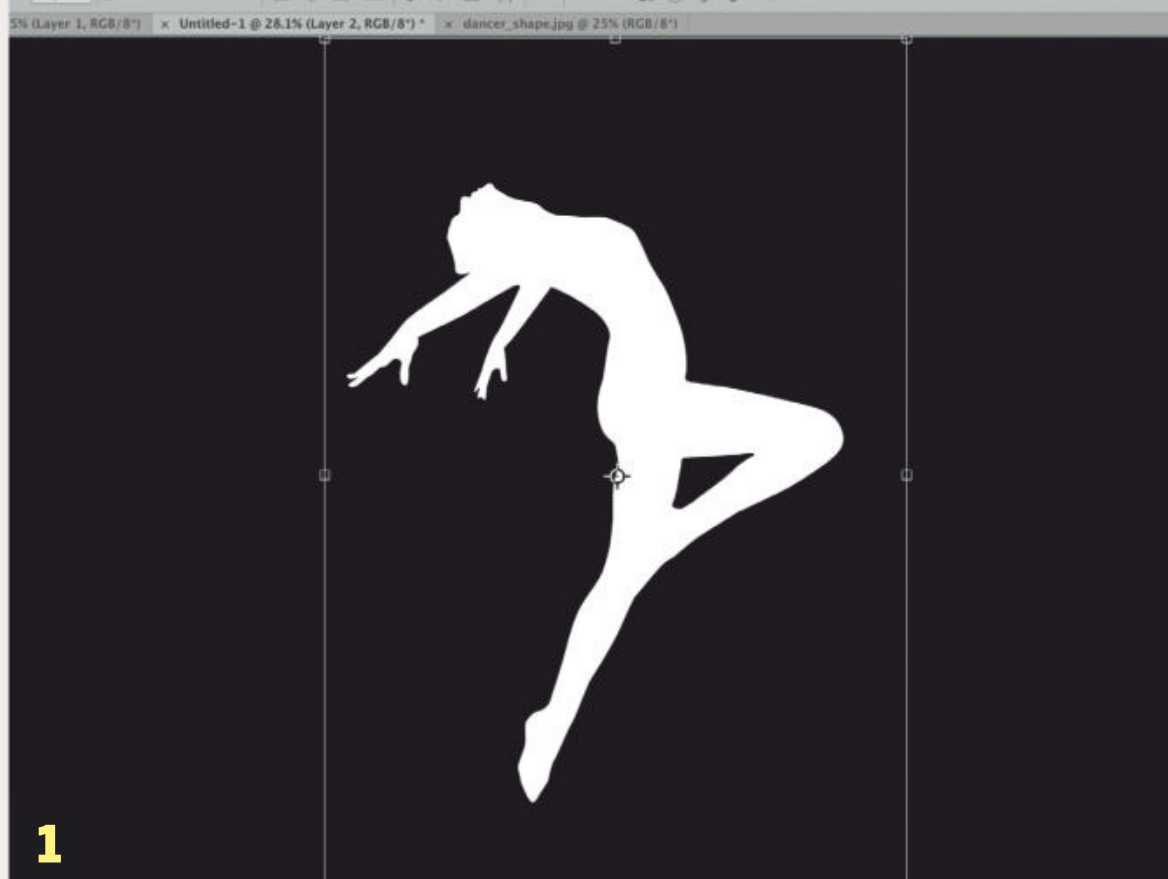 5% (Layer 1, RGB/8*) × Untitled-1 @ 28.1% (Layer 2, RGB/8*) * × dancer_shape.jpg @ 25% (RGB/8*)
1